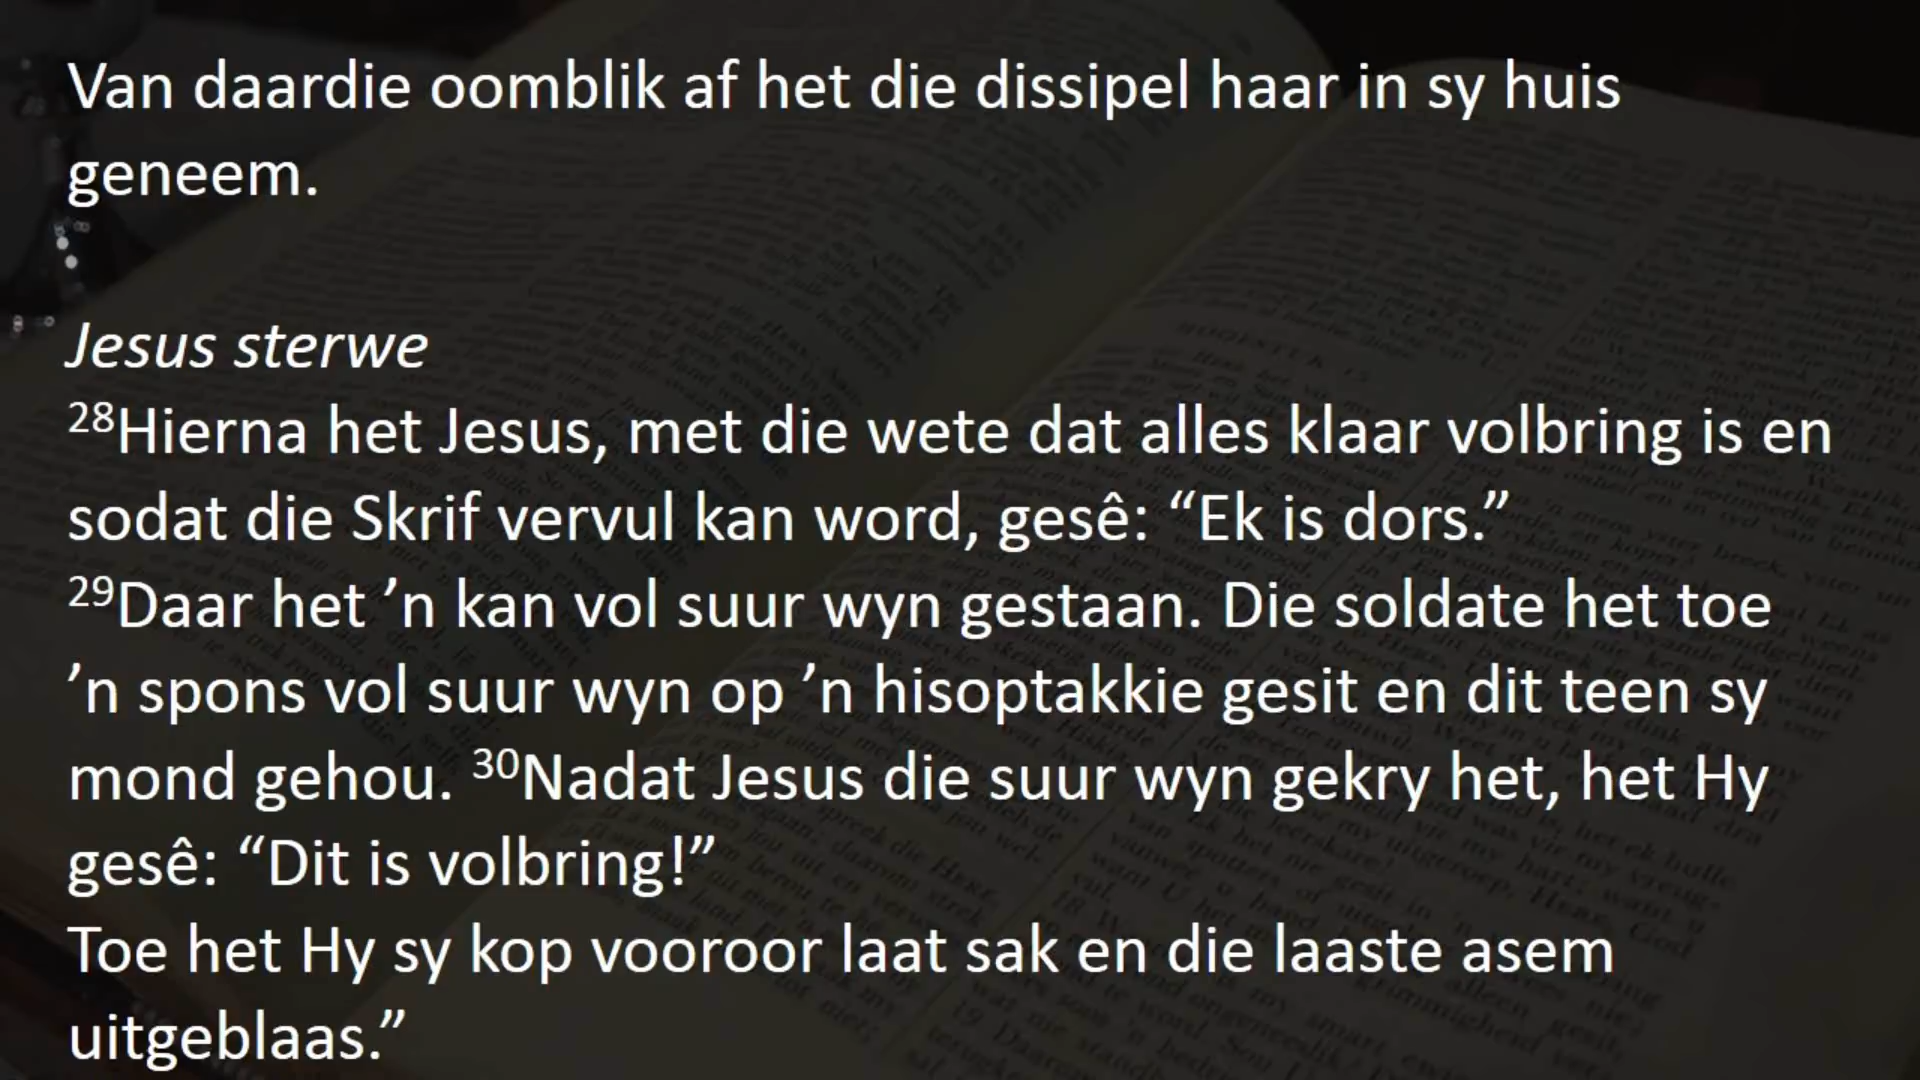 Van daardie oomblik af het die dissipel haar in sy huis
geneem.
Jesus sterwe
²⁸Hierna het Jesus, met die wete dat alles klaar volbring is en
sodat die Skrif vervul kan word, gesê: “Ek is dors.”
²⁹Daar het ’n kan vol suur wyn gestaan. Die soldate het toe
’n spons vol suur wyn op ’n hisoptakkie gesit en dit teen sy
mond gehou. ³⁰Nadat Jesus die suur wyn gekry het, het Hy
gesê: “Dit is volbring!”
Toe het Hy sy kop vooroor laat sak en die laaste asem
uitgeblaas.”